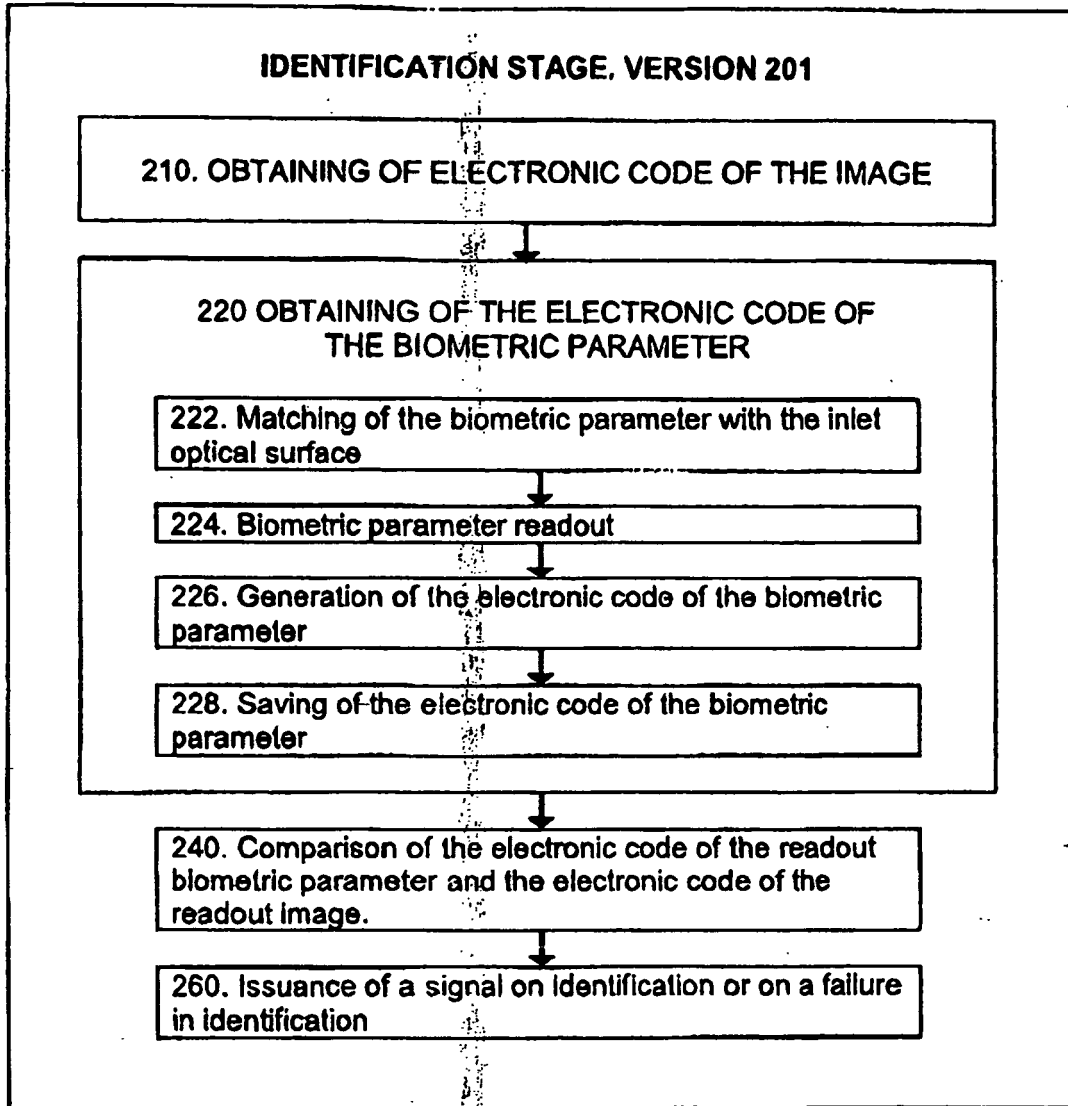 IDENTIFICATION STAGE, VERSION 201
210. OBTAINING OF ELECTRONIC CODE OF THE IMAGE
220 OBTAINING OF THE ELECTRONIC CODE OF
THE BIOMETRIC PARAMETER
222. Matching of the biometric parameter with the inlet
optical surface
224. Biometric parameter readout
226. Generation of the electronic code of the biometric
parameter
228. Saving of the electronic code of the biometric
parameter
240. Comparison of the electronic code of the readout
biometric parameter and the electronic code of the
readout image.
260. Issuance of a signal on identification or on a failure
in identification